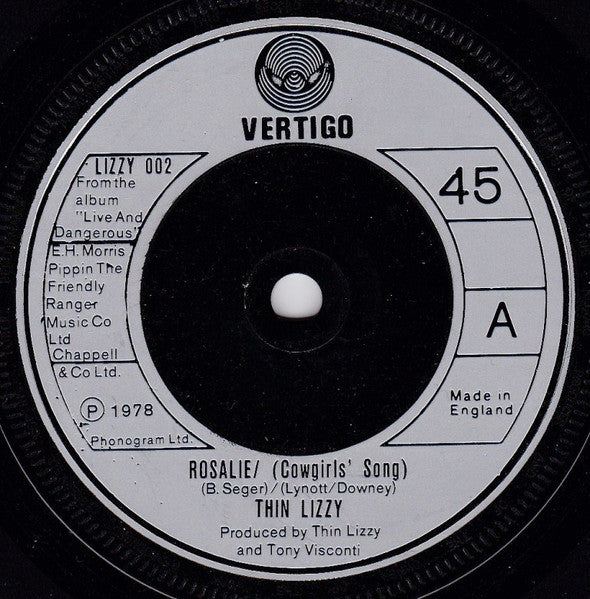 VERTIGO
LIZZY 002
From the
album
"Live And
Dangerous"
E.H. Morris
Pippin The
Friendly
Ranger
Music Co
Ltd
Chappell
& Co Ltd.
Ⓟ 1978
Phonogram Ltd.
45
A
Made in
England
ROSALIE/ (Cowgirls' Song)
(B. Seger)/(Lynott/Downey)
THIN LIZZY
Produced by Thin Lizzy
and Tony Visconti